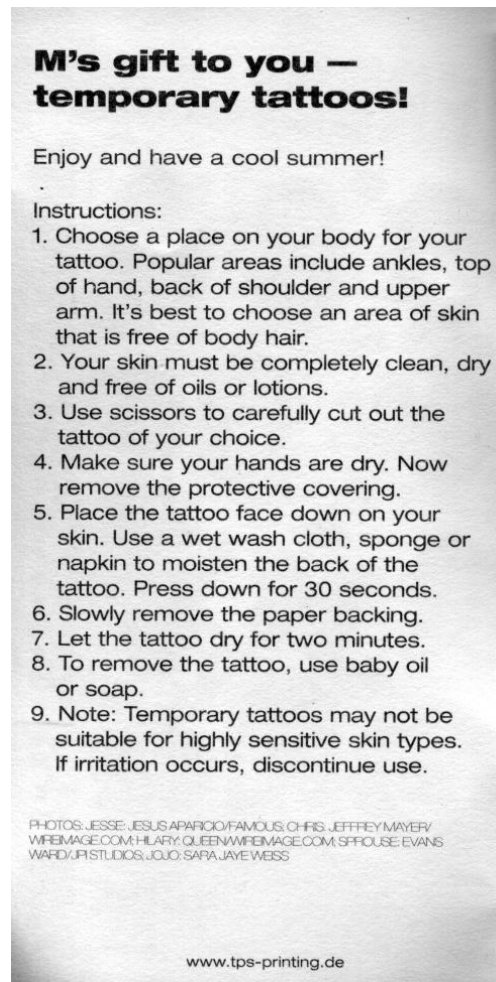 M's gift to you —
temporary tattoos!
Enjoy and have a cool summer!
Instructions:
1. Choose a place on your body for your
tattoo. Popular areas include ankles, top
of hand, back of shoulder and upper
arm. It's best to choose an area of skin
that is free of body hair.
2. Your skin must be completely clean, dry
and free of oils or lotions.
3. Use scissors to carefully cut out the
tattoo of your choice.
4. Make sure your hands are dry. Now
remove the protective covering.
5. Place the tattoo face down on your
skin. Use a wet wash cloth, sponge or
napkin to moisten the back of the
tattoo. Press down for 30 seconds.
6. Slowly remove the paper backing.
7. Let the tattoo dry for two minutes.
8. To remove the tattoo, use baby oil
or soap.
9. Note: Temporary tattoos may not be
suitable for highly sensitive skin types.
If irritation occurs, discontinue use.
PHOTOS: JESSE: JESUS APARICIO/FAMOUS; CHRIS: JEFFREY MAYER/
WIREIMAGE.COM; HILARY: QUEEN/WIREIMAGE.COM; SPROUSE: EVANS
WARD/JPI STUDIOS; JOJO: SARA JAYE WEISS
www.tps-printing.de